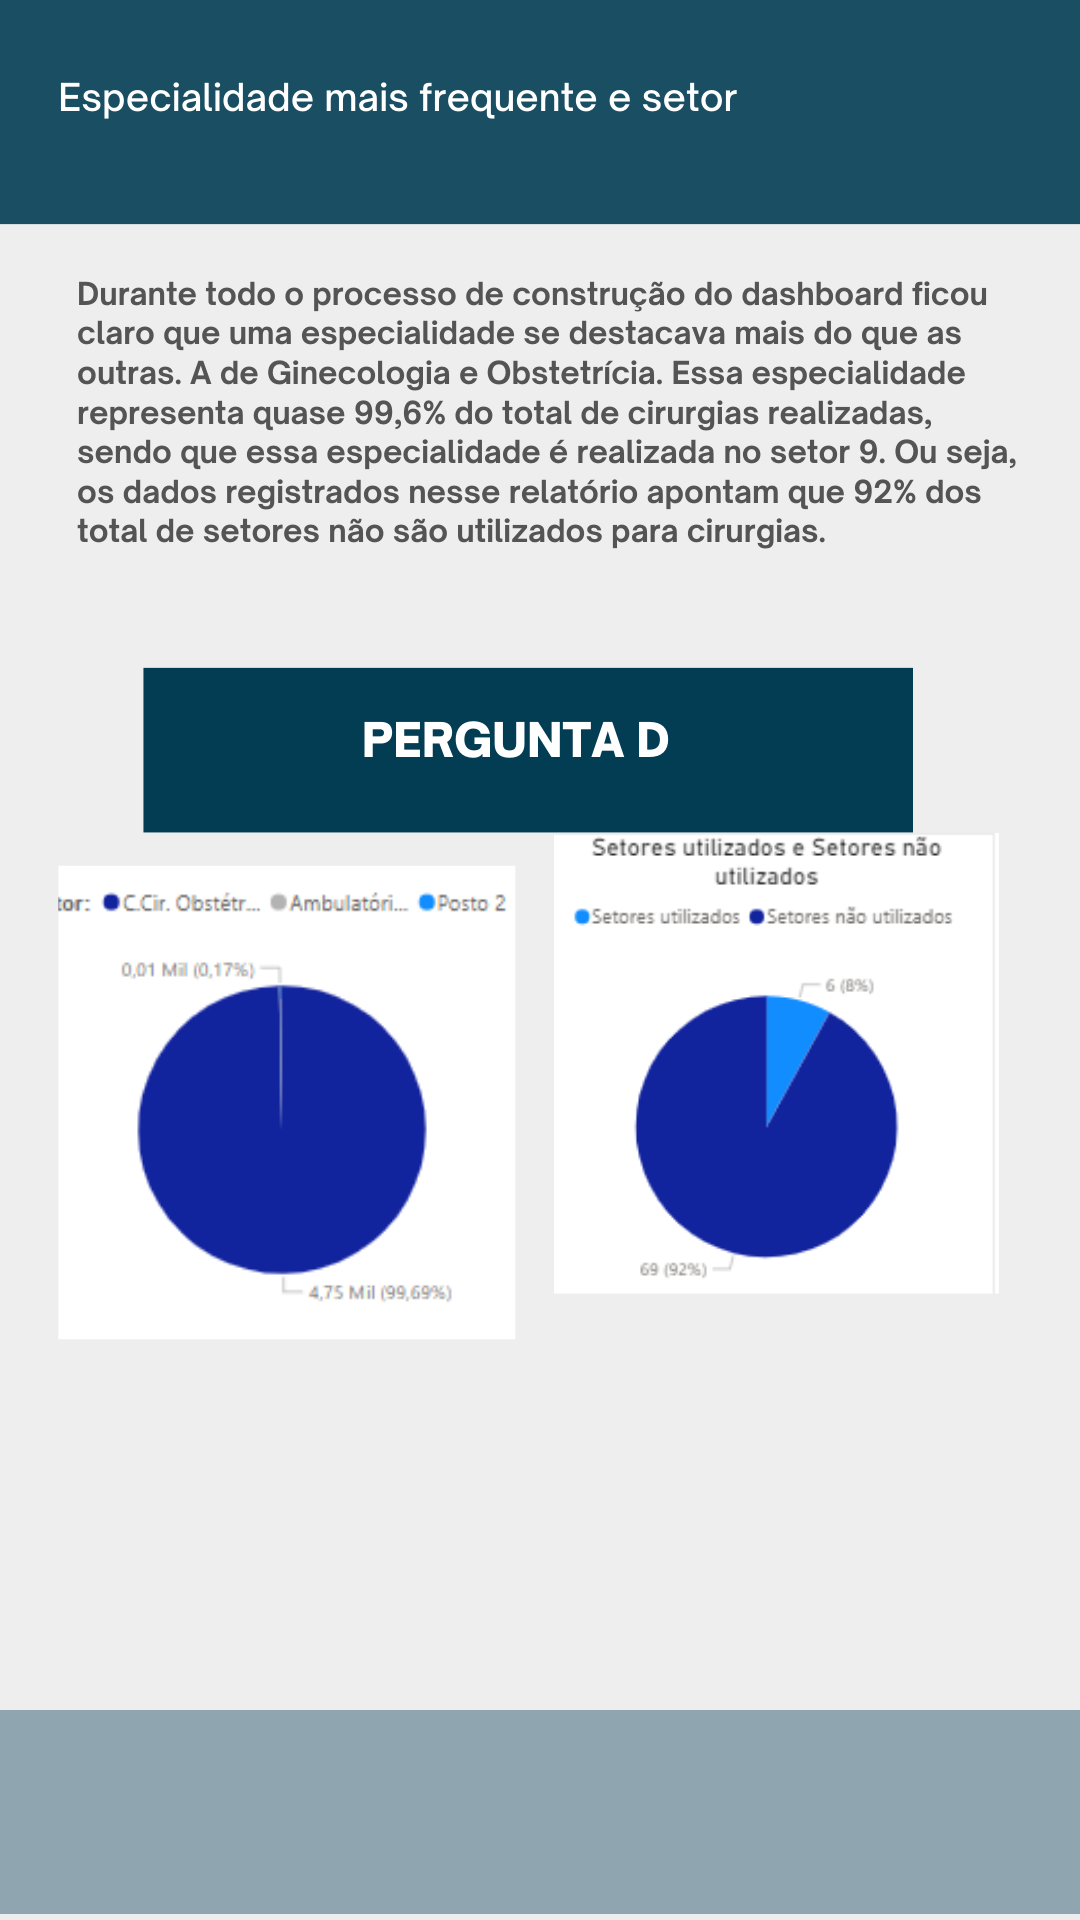 Especialidade mais frequente e setor
Durante todo o processo de construção do dashboard ficou
claro que uma especialidade se destacava mais do que as
outras. A de Ginecologia e Obstetrícia. Essa especialidade
representa quase 99,6% do total de cirurgias realizadas,
sendo que essa especialidade é realizada no setor 9. Ou seja,
os dados registrados nesse relatório apontam que 92% dos
total de setores não são utilizados para cirurgias.
PERGUNTA D
tor: C.Cir. Obstétr... Ambulatóri... Posto 2
0,01 Mil (0,17%)
4,75 Mil (99,69%)
Setores utilizados e Setores não
utilizados
Setores utilizados Setores não utilizados
6 (8%)
69 (92%)